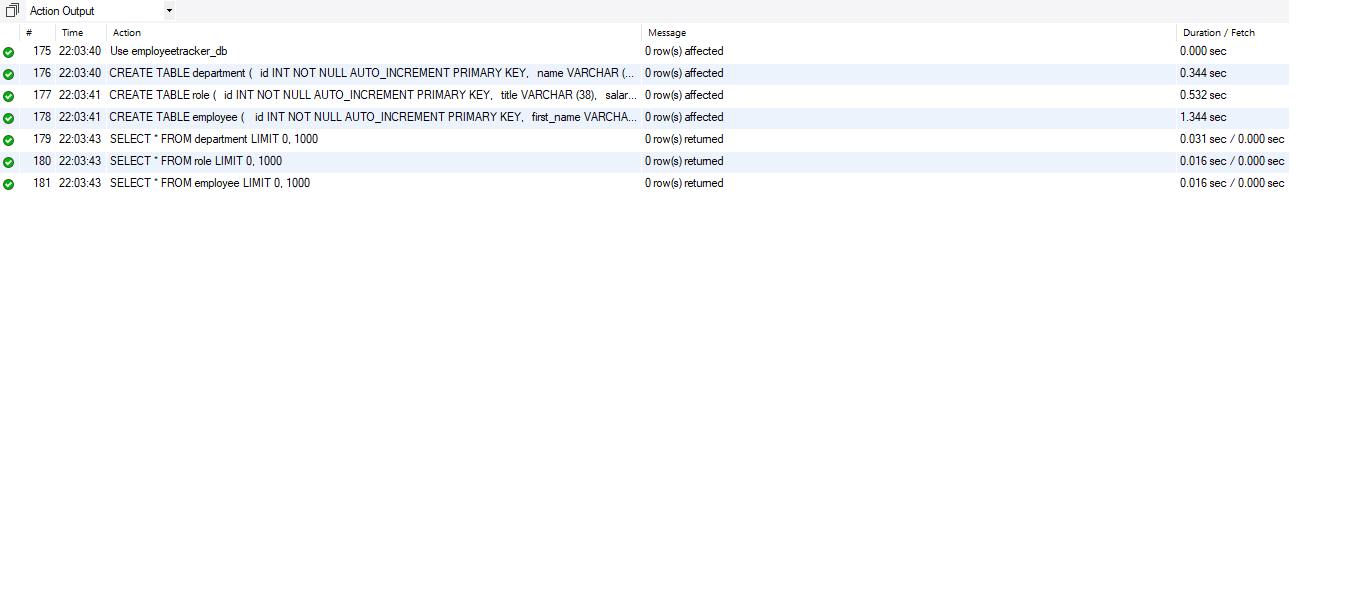 Action Output
# Time Action Message Duration / Fetch
175 22:03:40 Use employeetracker_db 0 row(s) affected 0.000 sec
176 22:03:40 CREATE TABLE department ( id INT NOT NULL AUTO_INCREMENT PRIMARY KEY, name VARCHAR (... 0 row(s) affected 0.344 sec
177 22:03:41 CREATE TABLE role ( id INT NOT NULL AUTO_INCREMENT PRIMARY KEY, title VARCHAR (38), salar... 0 row(s) affected 0.532 sec
178 22:03:41 CREATE TABLE employee ( id INT NOT NULL AUTO_INCREMENT PRIMARY KEY, first_name VARCHA... 0 row(s) affected 1.344 sec
179 22:03:43 SELECT * FROM department LIMIT 0, 1000 0 row(s) returned 0.031 sec / 0.000 sec
180 22:03:43 SELECT * FROM role LIMIT 0, 1000 0 row(s) returned 0.016 sec / 0.000 sec
181 22:03:43 SELECT * FROM employee LIMIT 0, 1000 0 row(s) returned 0.016 sec / 0.000 sec